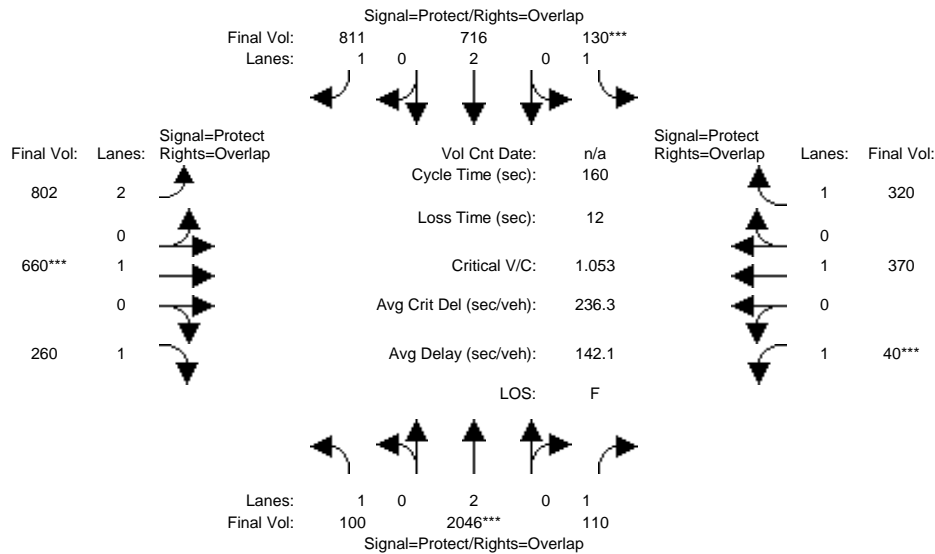 Signal=Protect/Rights=Overlap
Final Vol: 811 716 130***
Lanes: 1 0 2 0 1
Signal=Protect
Final Vol: Lanes: Rights=Overlap
Vol Cnt Date: n/a
Signal=Protect
Rights=Overlap Lanes: Final Vol:
Cycle Time (sec): 160
802 2
1 320
Loss Time (sec): 12
0
0
660*** 1
Critical V/C: 1.053
1 370
0
Avg Crit Del (sec/veh): 236.3
0
260 1
Avg Delay (sec/veh): 142.1
1 40***
LOS: F
Lanes: 1 0 2 0 1
Final Vol: 100 2046*** 110
Signal=Protect/Rights=Overlap